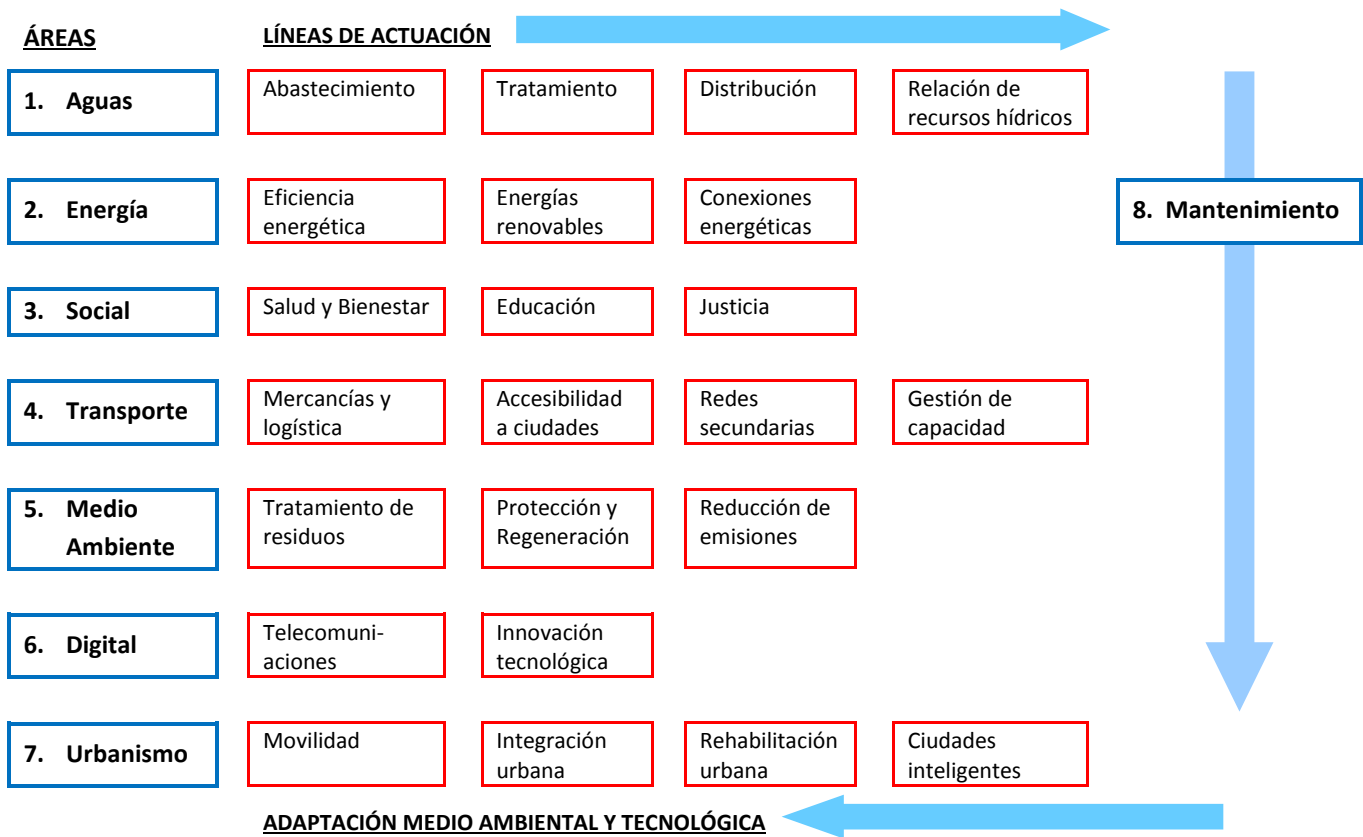 ÁREAS
LÍNEAS DE ACTUACIÓN
1. Aguas
Abastecimiento
Tratamiento
Distribución
Relación de
recursos hídricos
2. Energía
Eficiencia
energética
Energías
renovables
Conexiones
energéticas
8. Mantenimiento
3. Social
Salud y Bienestar
Educación
Justicia
4. Transporte
Mercancías y
logística
Accesibilidad
a ciudades
Redes
secundarias
Gestión de
capacidad
5. Medio
Ambiente
Tratamiento de
residuos
Protección y
Regeneración
Reducción de
emisiones
6. Digital
Telecomuni-
aciones
Innovación
tecnológica
7. Urbanismo
Movilidad
Integración
urbana
Rehabilitación
urbana
Ciudades
inteligentes
ADAPTACIÓN MEDIO AMBIENTAL Y TECNOLÓGICA